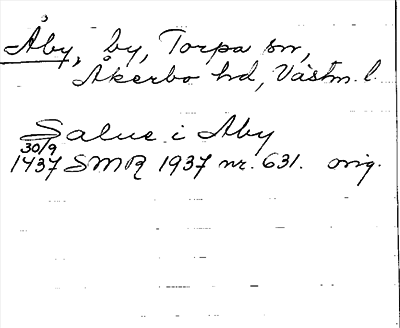 Åby, by, Torpa sn,
Åkerbo hd, Västm. l.
Salue i Aby
30/9
1437 SMR 1937 nr. 631. orig.